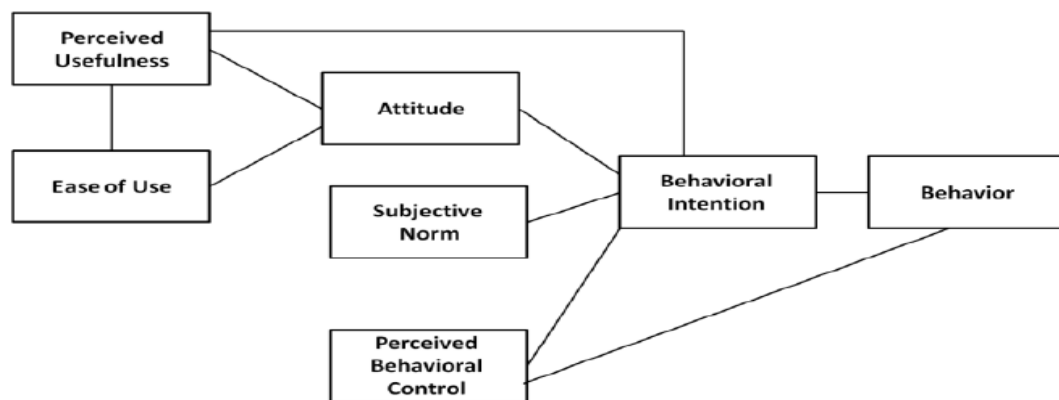 Perceived
Usefulness
Attitude
Ease of Use
Behavioral
Intention
Behavior
Subjective
Norm
Perceived
Behavioral
Control